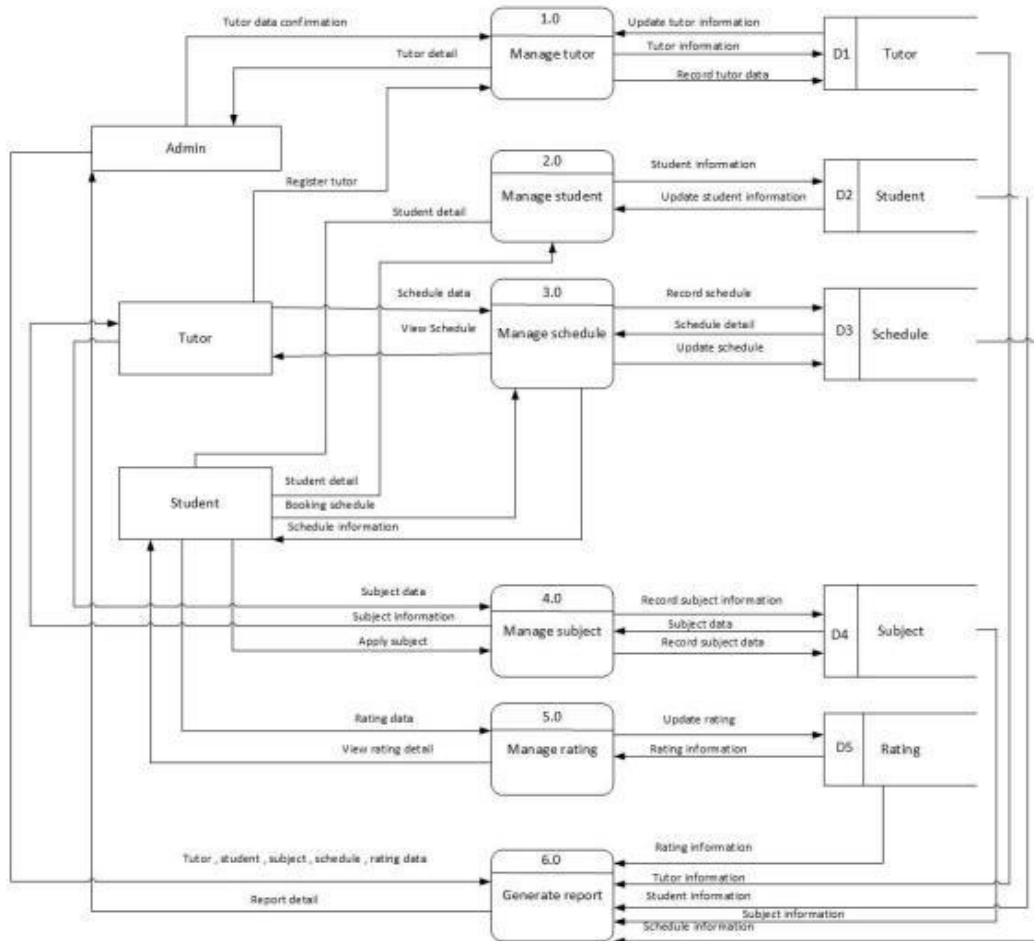 1.0
Tutor data confirmation
Update tutor information
Tutor detail
Manage tutor
Tutor information
D1
Tutor
Record tutor data
Admin
2.0
Student information
Register tutor
Manage student
D2
Student
Student detail
Update student information
Schedule data
3.0
Record schedule
View Schedule
Manage schedule
Schedule detail
D3
Schedule
Tutor
Update schedule
Student detail
Student
Booking schedule
Schedule information
Subject data
4.0
Record subject information
Subject information
Manage subject
Subject data
D4
Subject
Apply subject
Record subject data
Rating data
5.0
Update rating
View rating detail
Manage rating
Rating information
D5
Rating
Rating information
Tutor , student , subject , schedule , rating data
6.0
Tutor information
Report detail
Generate report
Student information
Subject information
Schedule information